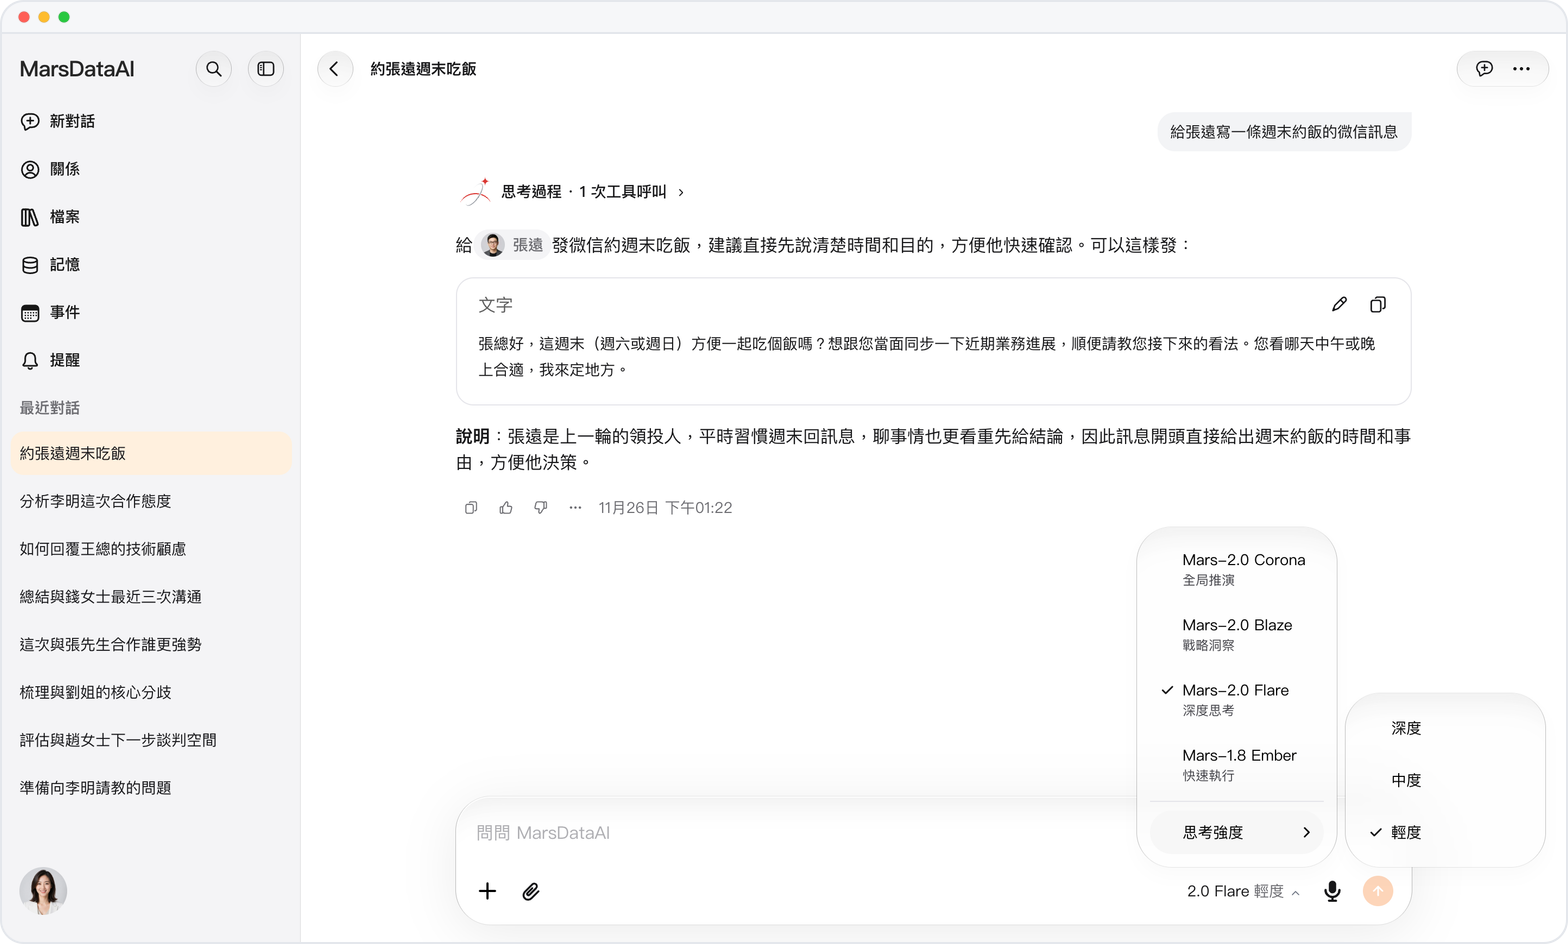 MarsDataAI
新對話
關係
檔案
記憶
事件
提醒
最近對話
約張遠週末吃飯
分析李明這次合作態度
如何回覆王總的技術顧慮
總結與錢女士最近三次溝通
這次與張先生合作誰更強勢
梳理與劉姐的核心分歧
評估與趙女士下一步談判空間
準備向李明請教的問題
約張遠週末吃飯
給張遠寫一條週末約飯的微信訊息
思考過程 · 1 次工具呼叫
給 張遠 發微信約週末吃飯，建議直接先說清楚時間和目的，方便他快速確認。可以這樣發：
文字
張總好，這週末（週六或週日）方便一起吃個飯嗎？想跟您當面同步一下近期業務進展，順便請教您接下來的看法。您看哪天中午或晚
上合適，我來定地方。
說明：張遠是上一輪的領投人，平時習慣週末回訊息，聊事情也更看重先給結論，因此訊息開頭直接給出週末約飯的時間和事
由，方便他決策。
11月26日 下午01:22
Mars-2.0 Corona
全局推演
Mars-2.0 Blaze
戰略洞察
Mars-2.0 Flare
深度思考
Mars-1.8 Ember
快速執行
思考強度
深度
中度
輕度
問問 MarsDataAI
2.0 Flare 輕度